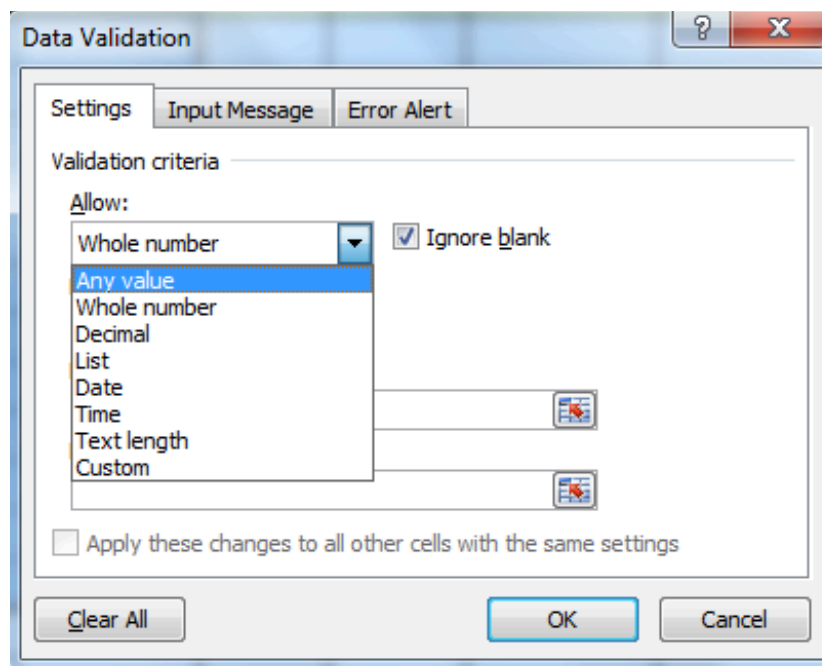 Data Validation
Settings Input Message Error Alert
Validation criteria
Allow:
Whole number Ignore blank
Any value
Whole number
Decimal
List
Date
Time
Text length
Custom
Apply these changes to all other cells with the same settings
Clear All OK Cancel